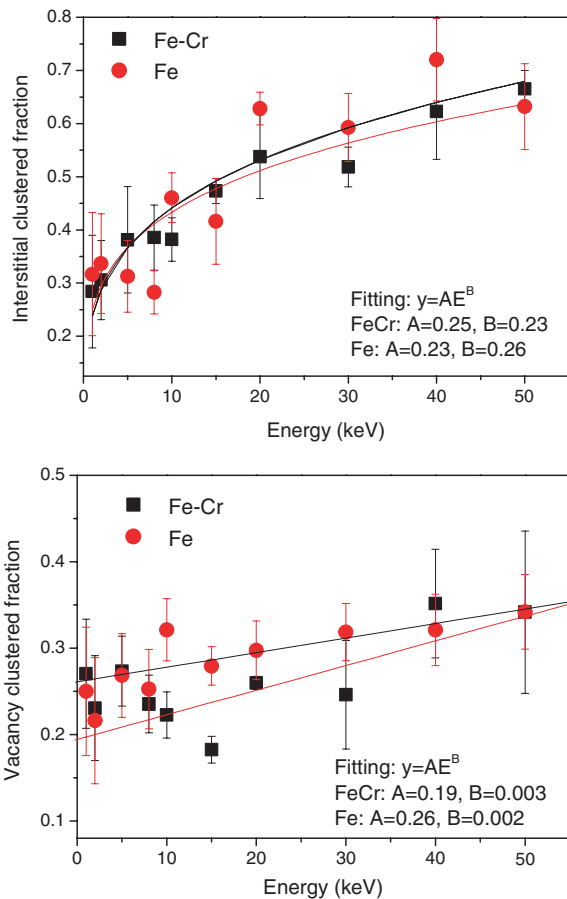 0.8
0.7
0.6
0.5
0.4
0.3
0.2
Interstitial clustered fraction
Fe-Cr
Fe
Fitting: y=AE^B
FeCr: A=0.25, B=0.23
Fe: A=0.23, B=0.26
0 10 20 30 40 50
Energy (keV)
0.5
0.4
0.3
0.2
0.1
Vacancy clustered fraction
Fe-Cr
Fe
Fitting: y=AE^B
FeCr: A=0.19, B=0.003
Fe: A=0.26, B=0.002
0 10 20 30 40 50
Energy (keV)